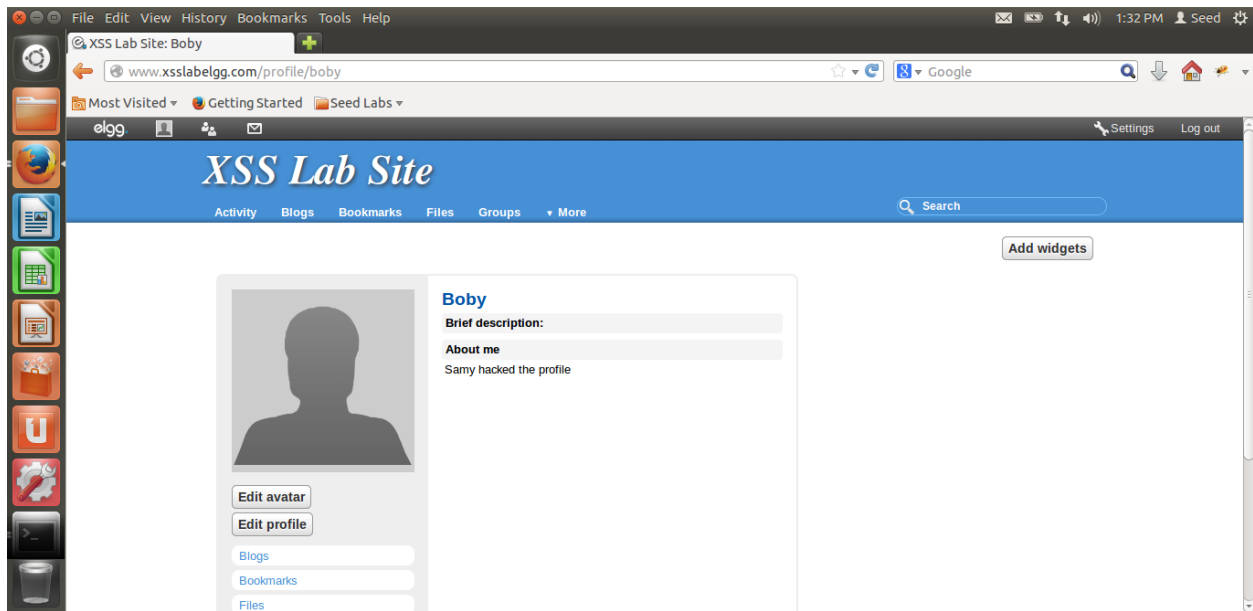 File Edit View History Bookmarks Tools Help 1:32 PM Seed
XSS Lab Site: Boby
www.xsslabelgg.com/profile/boby Google
Most Visited Getting Started Seed Labs
elgg. Settings Log out
XSS Lab Site
Activity Blogs Bookmarks Files Groups More Search
Add widgets
Boby
Brief description:
About me
Samy hacked the profile
Edit avatar
Edit profile
Blogs
Bookmarks
Files